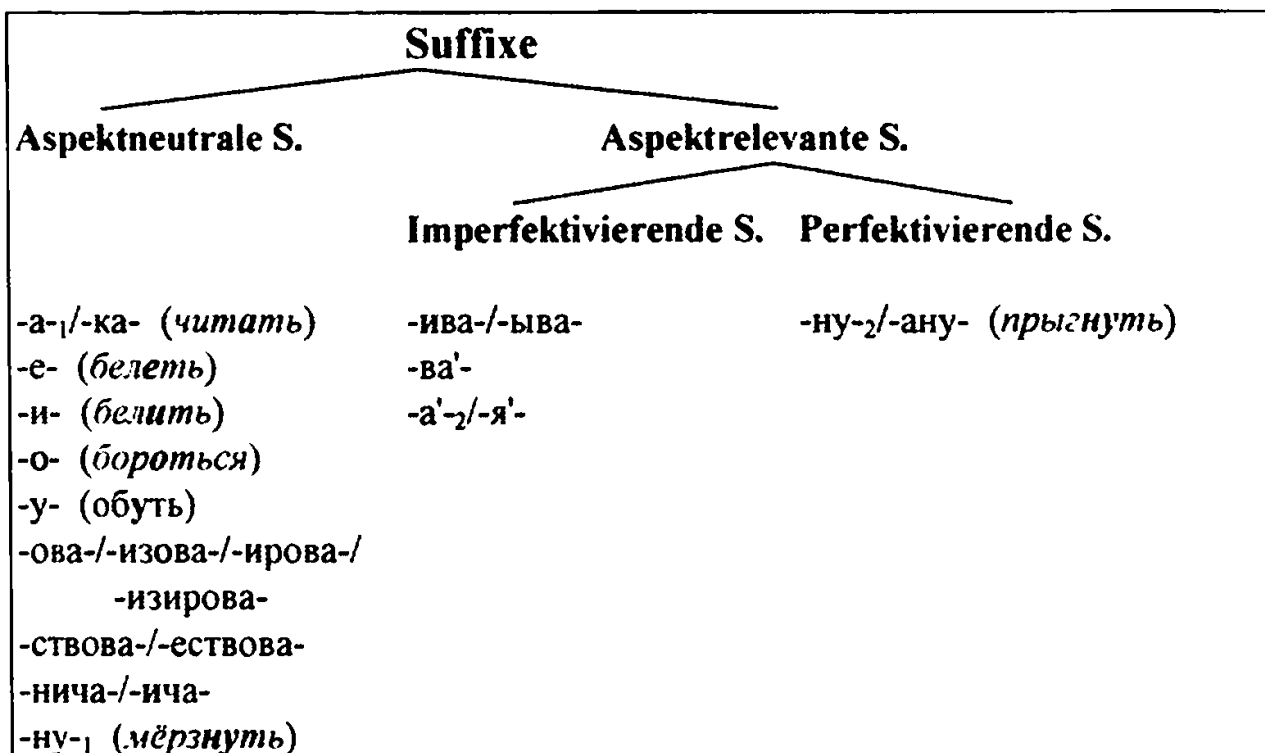 Suffixe
Aspektneutrale S. Aspektrelevante S.
Imperfektivierende S. Perfektivierende S.
-а-₁/-ка- (читать) -ива-/-ыва- -ну-₂/-ану- (прыгнуть)
-е- (белеть) -ва'-
-и- (белить) -а'-₂/-я'-
-о- (бороться)
-у- (обуть)
-ова-/-изова-/-ирова-/
-изирова-
-ствова-/-ествова-
-нича-/-ича-
-ну-₁ (мёрзнуть)